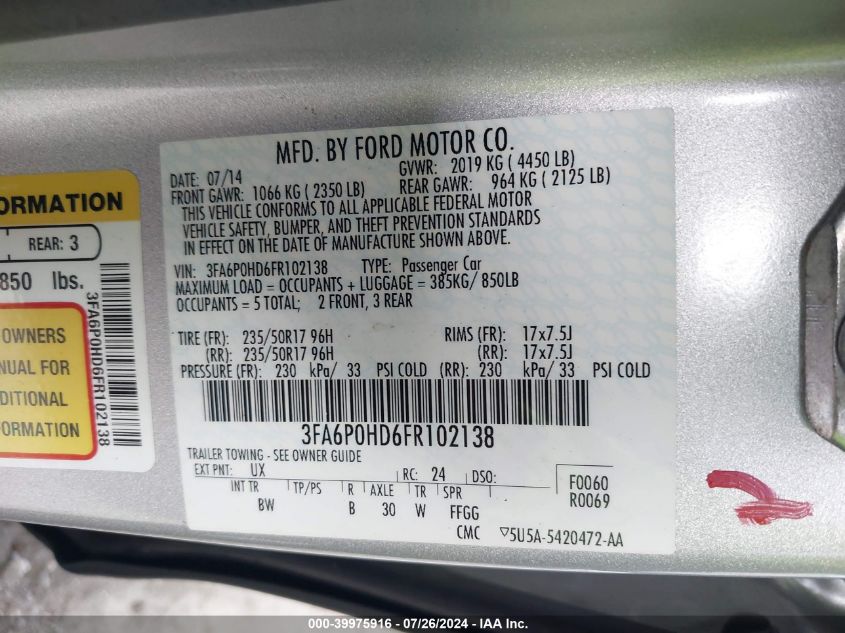 MFD. BY FORD MOTOR CO.
DATE: 07/14 GVWR: 2019 KG ( 4450 LB)
FRONT GAWR: 1066 KG ( 2350 LB) REAR GAWR: 964 KG ( 2125 LB)
THIS VEHICLE CONFORMS TO ALL APPLICABLE FEDERAL MOTOR
VEHICLE SAFETY, BUMPER, AND THEFT PREVENTION STANDARDS
IN EFFECT ON THE DATE OF MANUFACTURE SHOWN ABOVE.
VIN: 3FA6P0HD6FR102138 TYPE: Passenger Car
MAXIMUM LOAD = OCCUPANTS + LUGGAGE = 385KG/ 850LB
OCCUPANTS = 5 TOTAL; 2 FRONT, 3 REAR
TIRE (FR): 235/50R17 96H RIMS (FR): 17x7.5J
(RR): 235/50R17 96H (RR): 17x7.5J
PRESSURE (FR): 230 kPa/ 33 PSI COLD (RR): 230 kPa/ 33 PSI COLD
3FA6P0HD6FR102138
TRAILER TOWING - SEE OWNER GUIDE
EXT PNT: UX RC: 24 DSO: F0060
R0069
INT TR TP/PS R AXLE TR SPR
BW B 30 W FFGG
CMC 5U5A-5420472-AA
ORMATION
REAR: 3
850 lbs.
OWNERS
NUAL FOR
DITIONAL
FORMATION
3FA6P0HD6FR102138
000-39975916 - 07/26/2024 - IAA Inc.